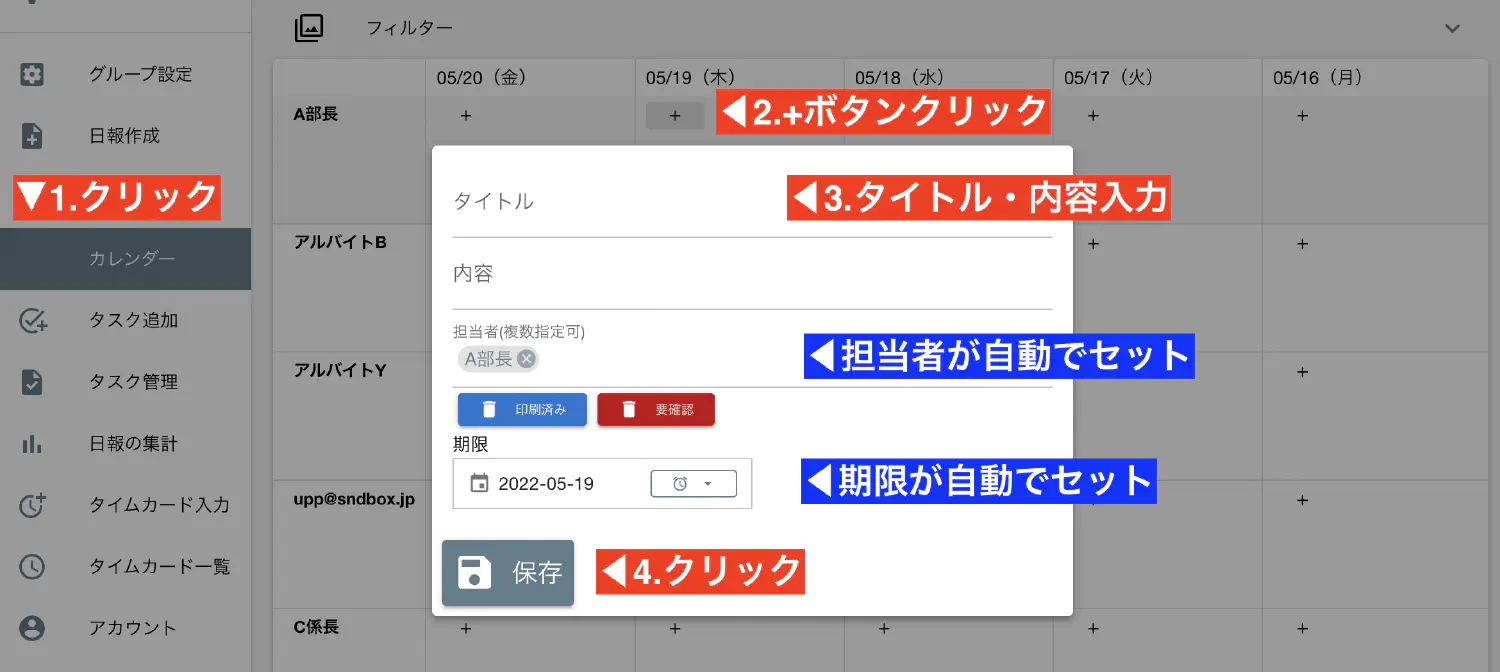 フィルター
グループ設定
日報作成
▼1.クリック
カレンダー
タスク追加
タスク管理
日報の集計
タイムカード入力
タイムカード一覧
アカウント
05/20（金） 05/19（木） 05/18（水） 05/17（火） 05/16（月）
A部長 + + + +
◀2.+ボタンクリック
アルバイトB + +
アルバイトY + +
upp@sndbox.jp + +
C係長 + + + + +
タイトル
◀3.タイトル・内容入力
内容
担当者(複数指定可)
A部長
◀担当者が自動でセット
印刷済み 要確認
期限
2022-05-19
◀期限が自動でセット
保存
◀4.クリック